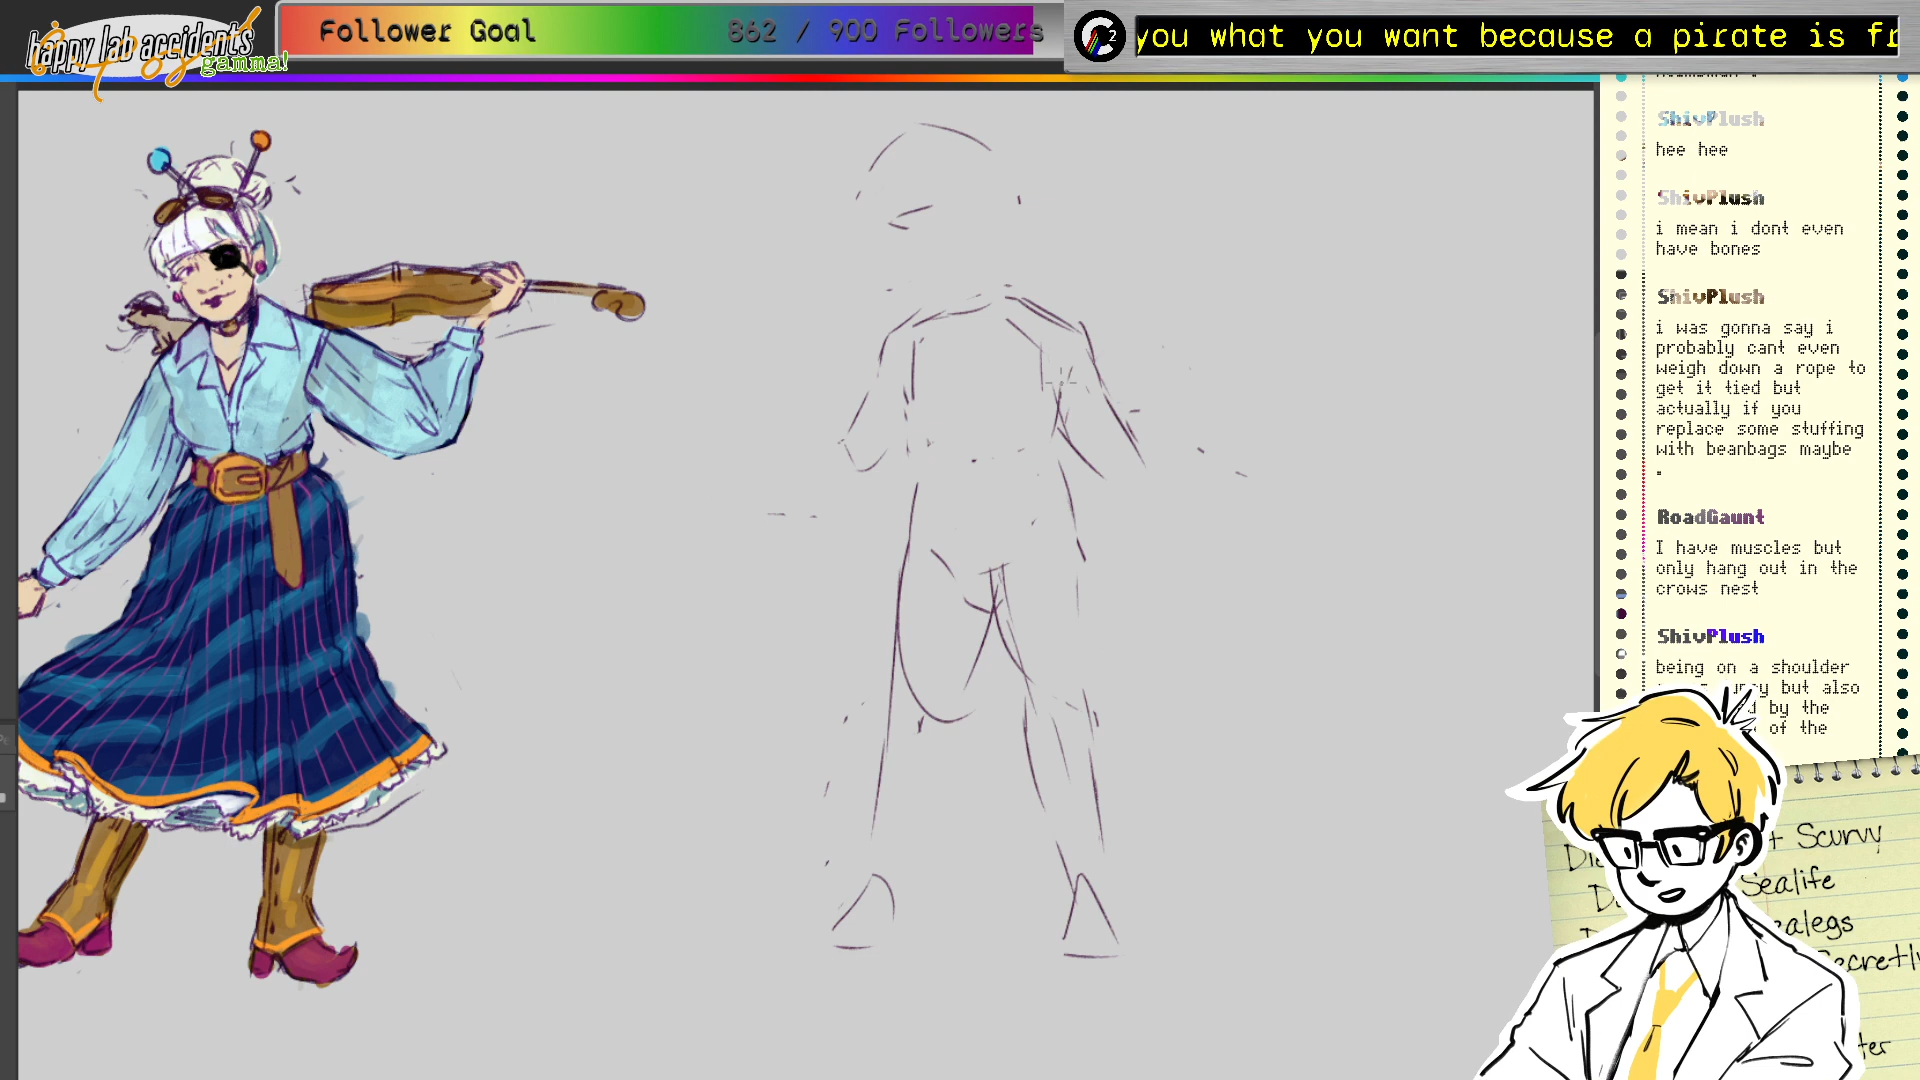 happy lab accidents
gamma!
Follower Goal
862 / 900 Followers
you what you want because a pirate is fr
ShivPlush
hee hee
ShivPlush
i mean i dont even
have bones
ShivPlush
i was gonna say i
probably cant even
weigh down a rope to
get it tied but
actually if you
replace some stuffing
with beanbags maybe
.
RoadGaunt
I have muscles but
only hang out in the
crows nest
ShivPlush
being on a shoulder
but also
by the
of the
Scurvy
Sealife